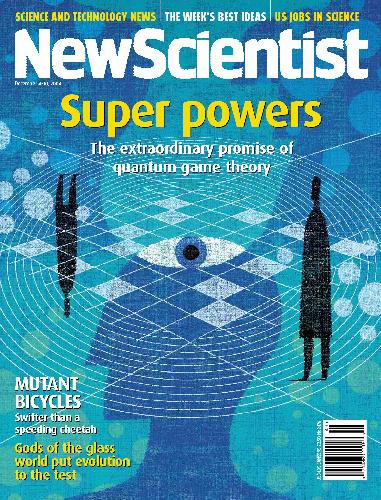 SCIENCE AND TECHNOLOGY NEWS | THE WEEK'S BEST IDEAS | US JOBS IN SCIENCE
NewScientist
Super powers
The extraordinary promise of
quantum game theory
MUTANT
BICYCLES
Swifter than a
speeding cheetah
Gods of the glass
world put evolution
to the test